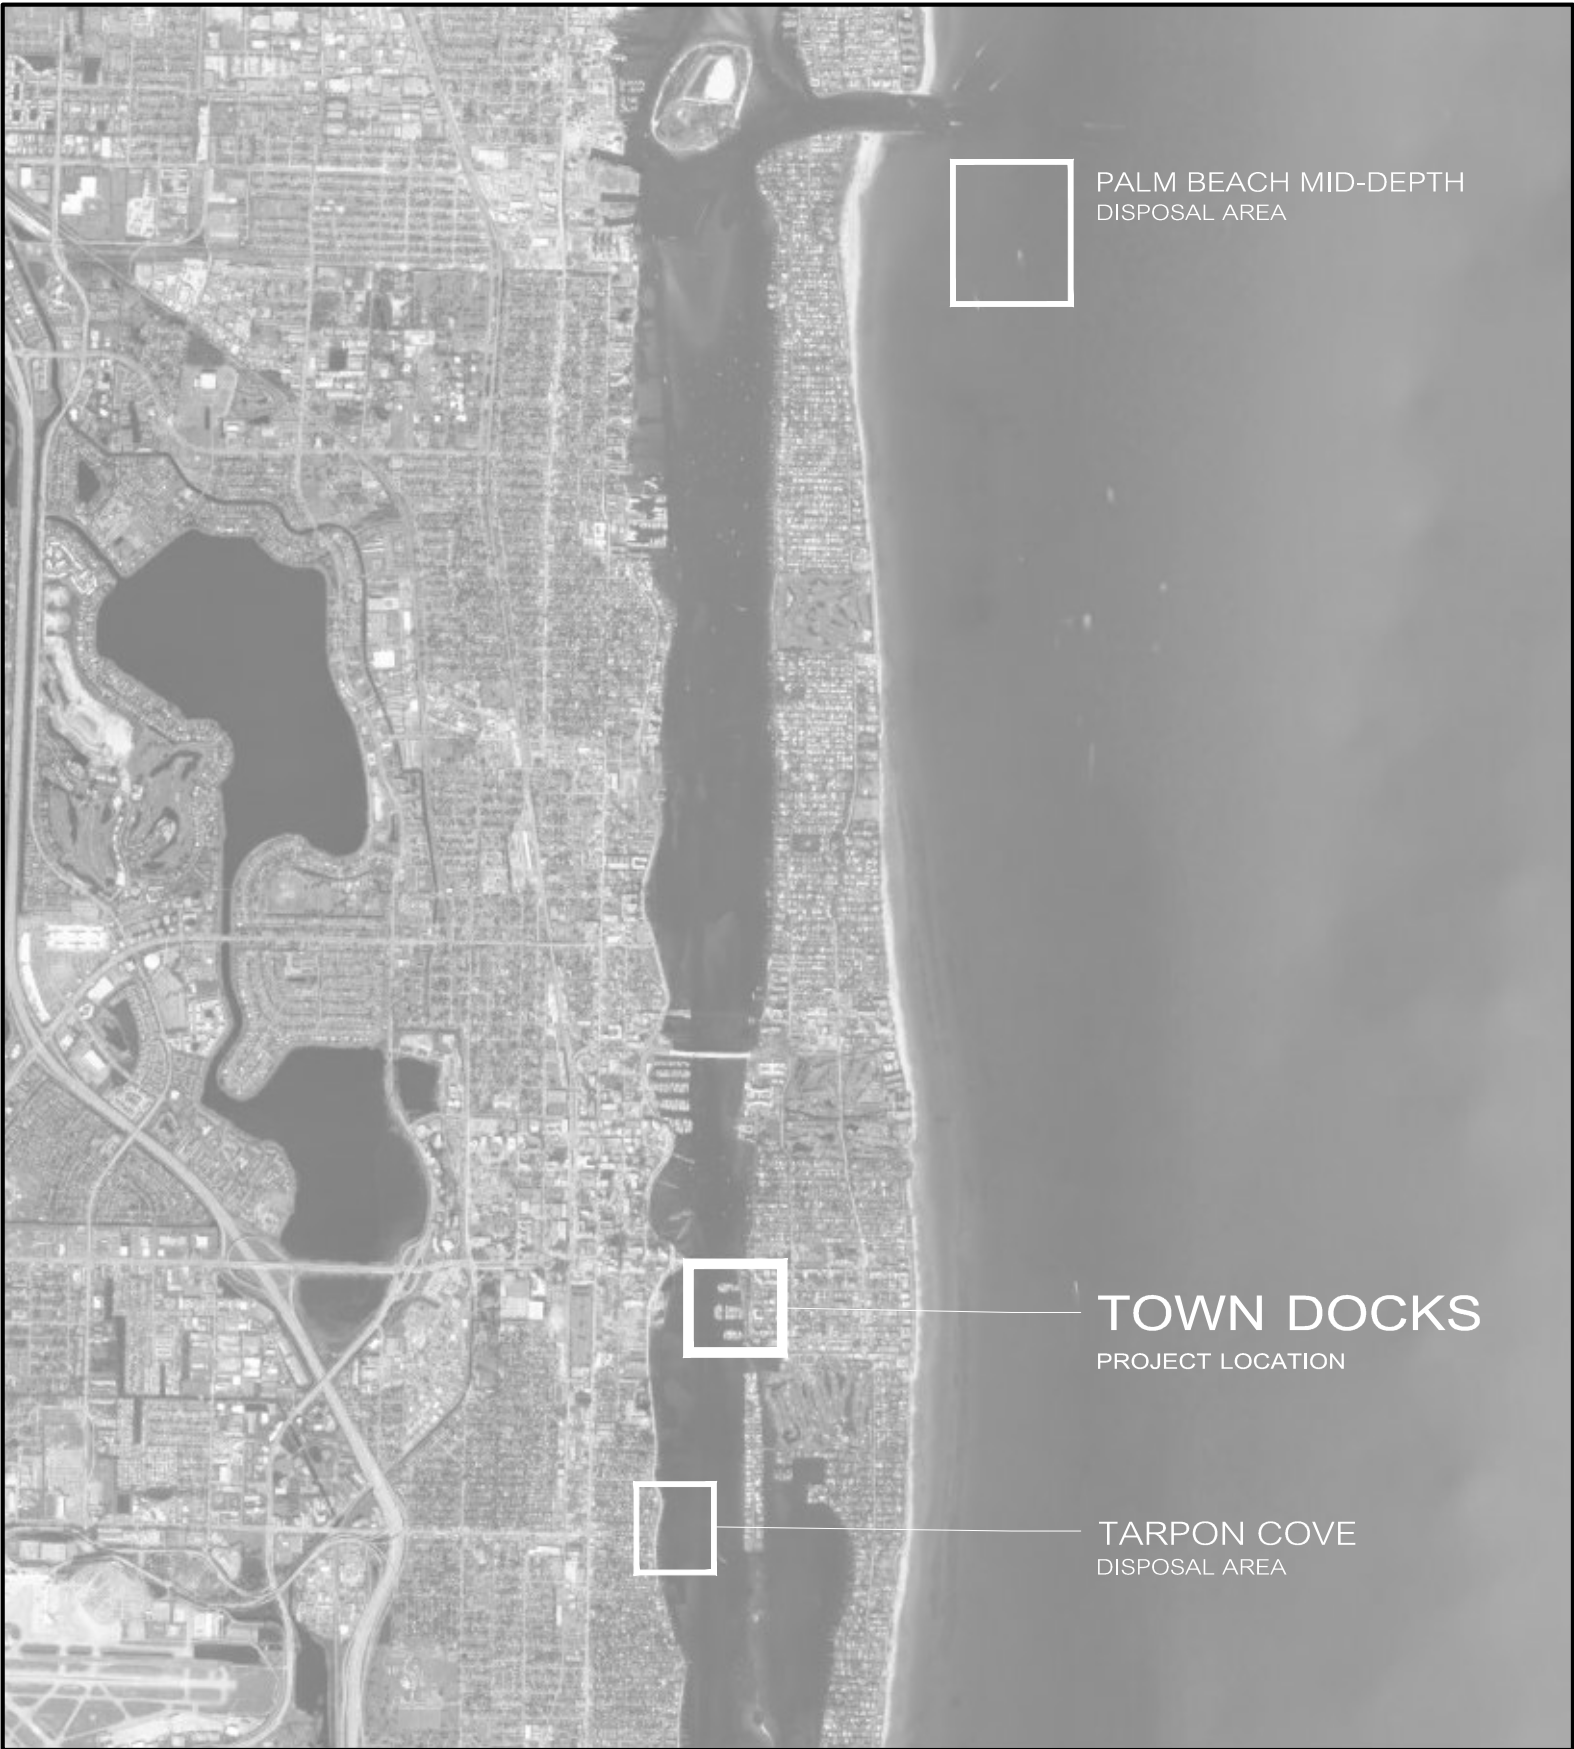 PALM BEACH MID-DEPTH
DISPOSAL AREA
TOWN DOCKS
PROJECT LOCATION
TARPON COVE
DISPOSAL AREA